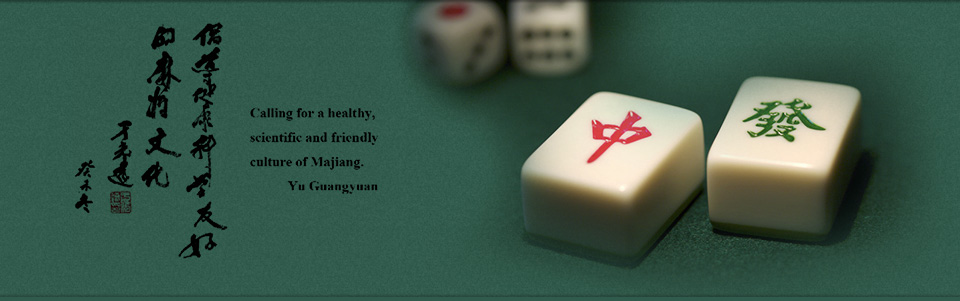 倡導健康科学友好
的麻将文化
于光远
癸未冬
Calling for a healthy,
scientific and friendly
culture of Majiang.
Yu Guangyuan
中
發